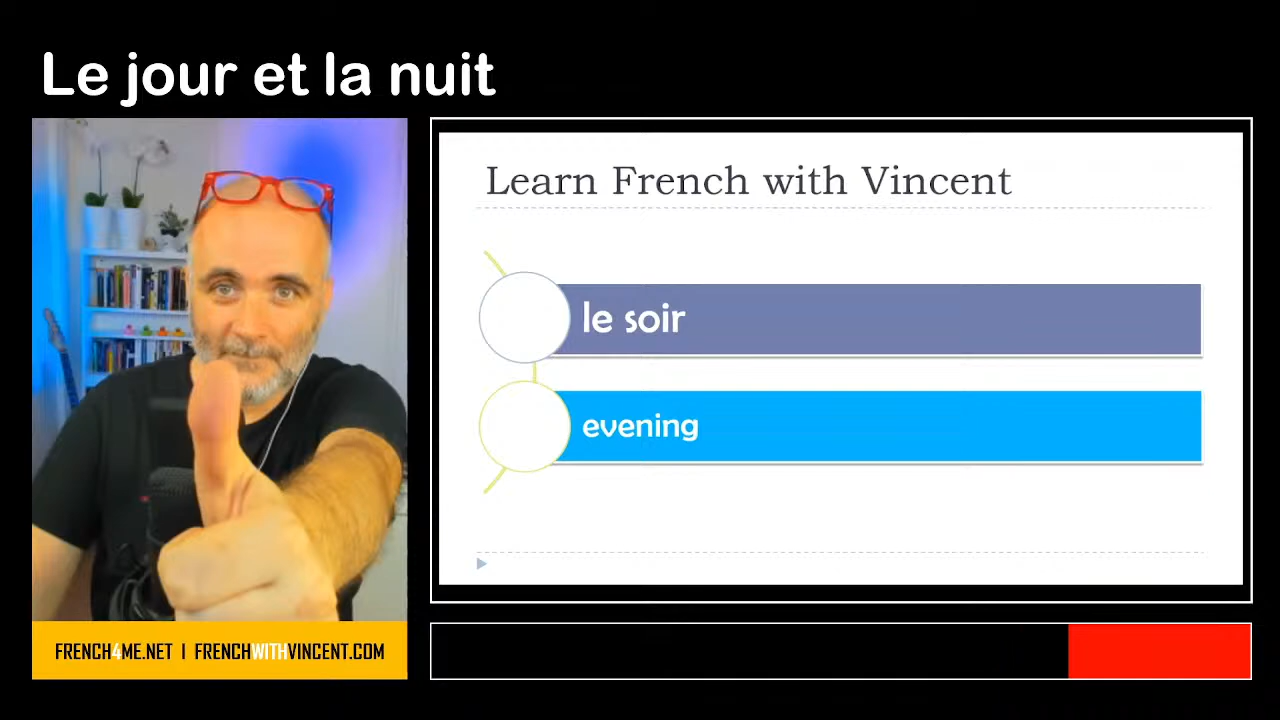 Le jour et la nuit
Learn French with Vincent
le soir
evening
FRENCH4ME.NET | FRENCHWITHVINCENT.COM